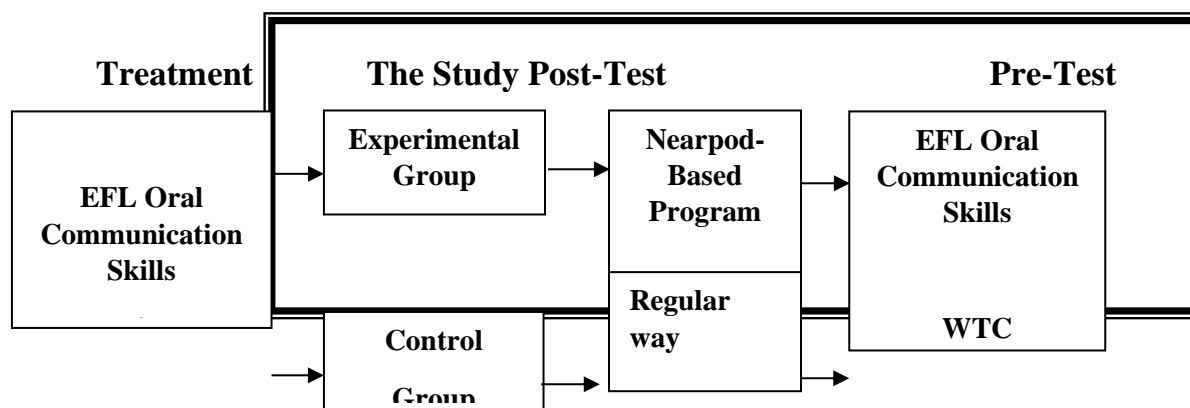 Treatment The Study Post-Test Pre-Test
EFL Oral
Communication
Skills
Experimental
Group
Nearpod-
Based
Program
EFL Oral
Communication
Skills
WTC
Control
Group
Regular
way